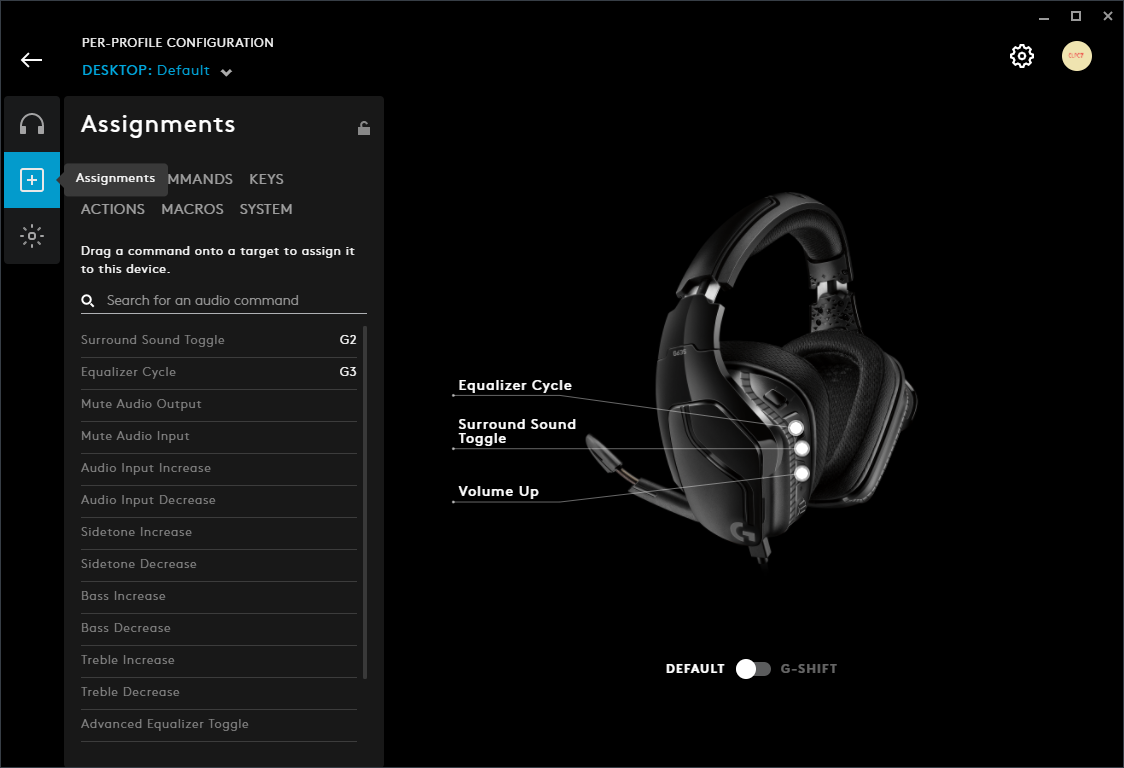 PER-PROFILE CONFIGURATION
DESKTOP: Default
Assignments
Assignments
MMANDS KEYS
ACTIONS MACROS SYSTEM
Drag a command onto a target to assign it
to this device.
Search for an audio command
Surround Sound Toggle G2
Equalizer Cycle G3
Mute Audio Output
Mute Audio Input
Audio Input Increase
Audio Input Decrease
Sidetone Increase
Sidetone Decrease
Bass Increase
Bass Decrease
Treble Increase
Treble Decrease
Advanced Equalizer Toggle
Equalizer Cycle
Surround Sound
Toggle
Volume Up
DEFAULT G-SHIFT